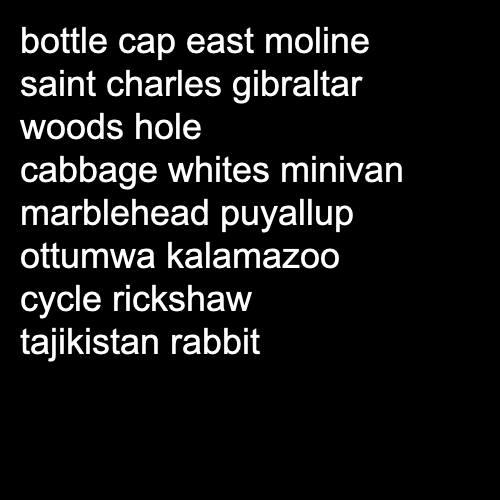 bottle cap east moline
saint charles gibraltar
woods hole
cabbage whites minivan
marblehead puyallup
ottumwa kalamazoo
cycle rickshaw
tajikistan rabbit